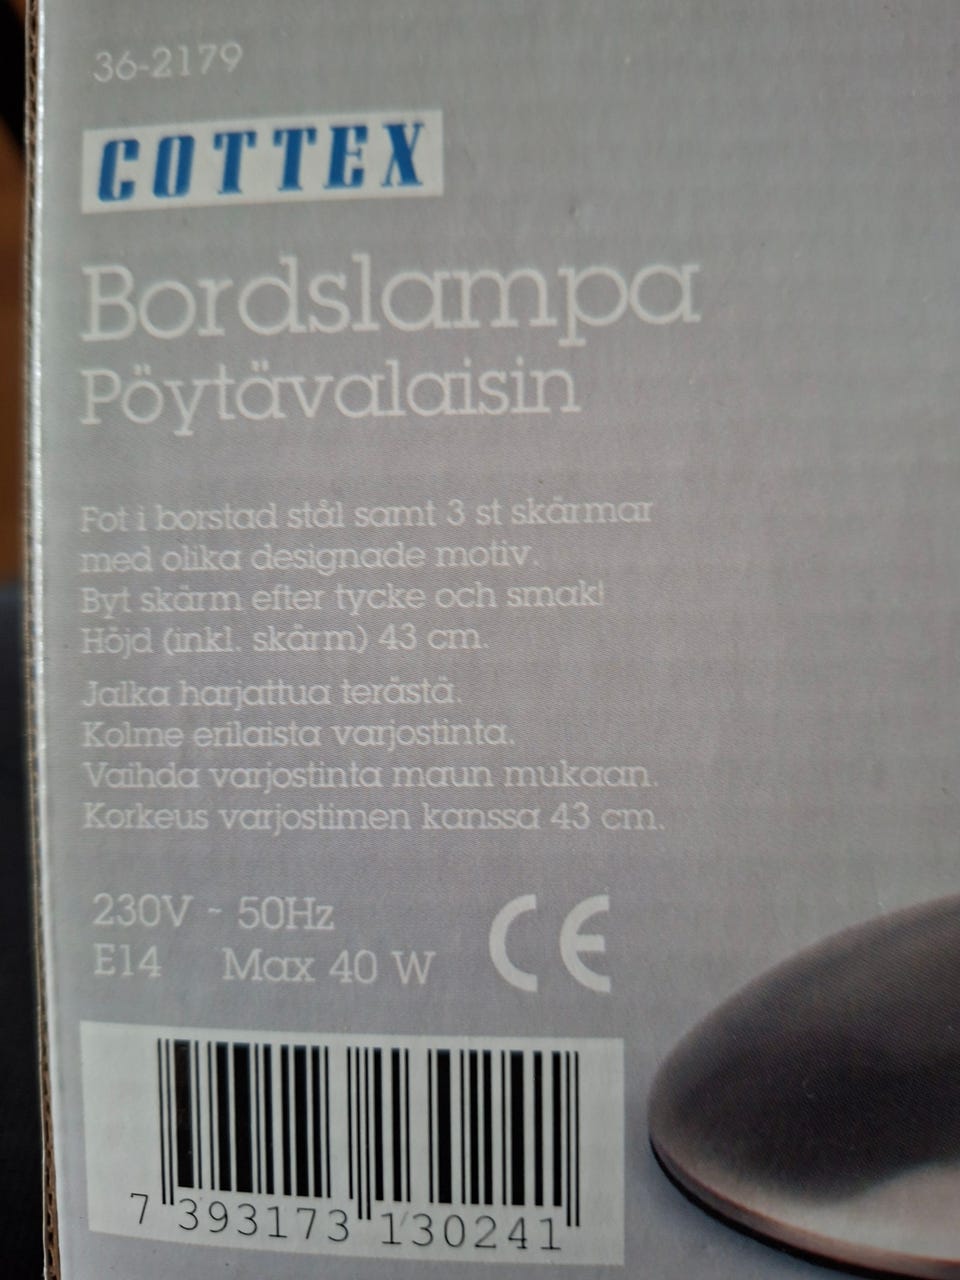 36-2179
COTTEX
Bordslampa
Pöytävalaisin
Fot i borstad stål samt 3 st skärmar
med olika designade motiv.
Byt skärm efter tycke och smak!
Höjd (inkl. skärm) 43 cm.
Jalka harjattua terästä.
Kolme erilaista varjostinta.
Vaihda varjostinta maun mukaan.
Korkeus varjostimen kanssa 43 cm.
230V ~ 50Hz
E14 Max 40 W
CE
7 393173 130241